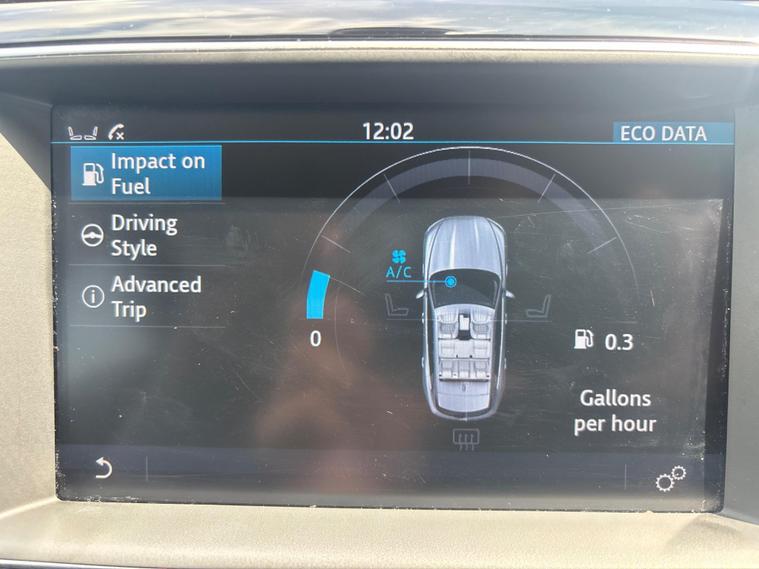 12:02
ECO DATA
Impact on
Fuel
Driving
Style
Advanced
Trip
A/C
0
0.3
Gallons
per hour